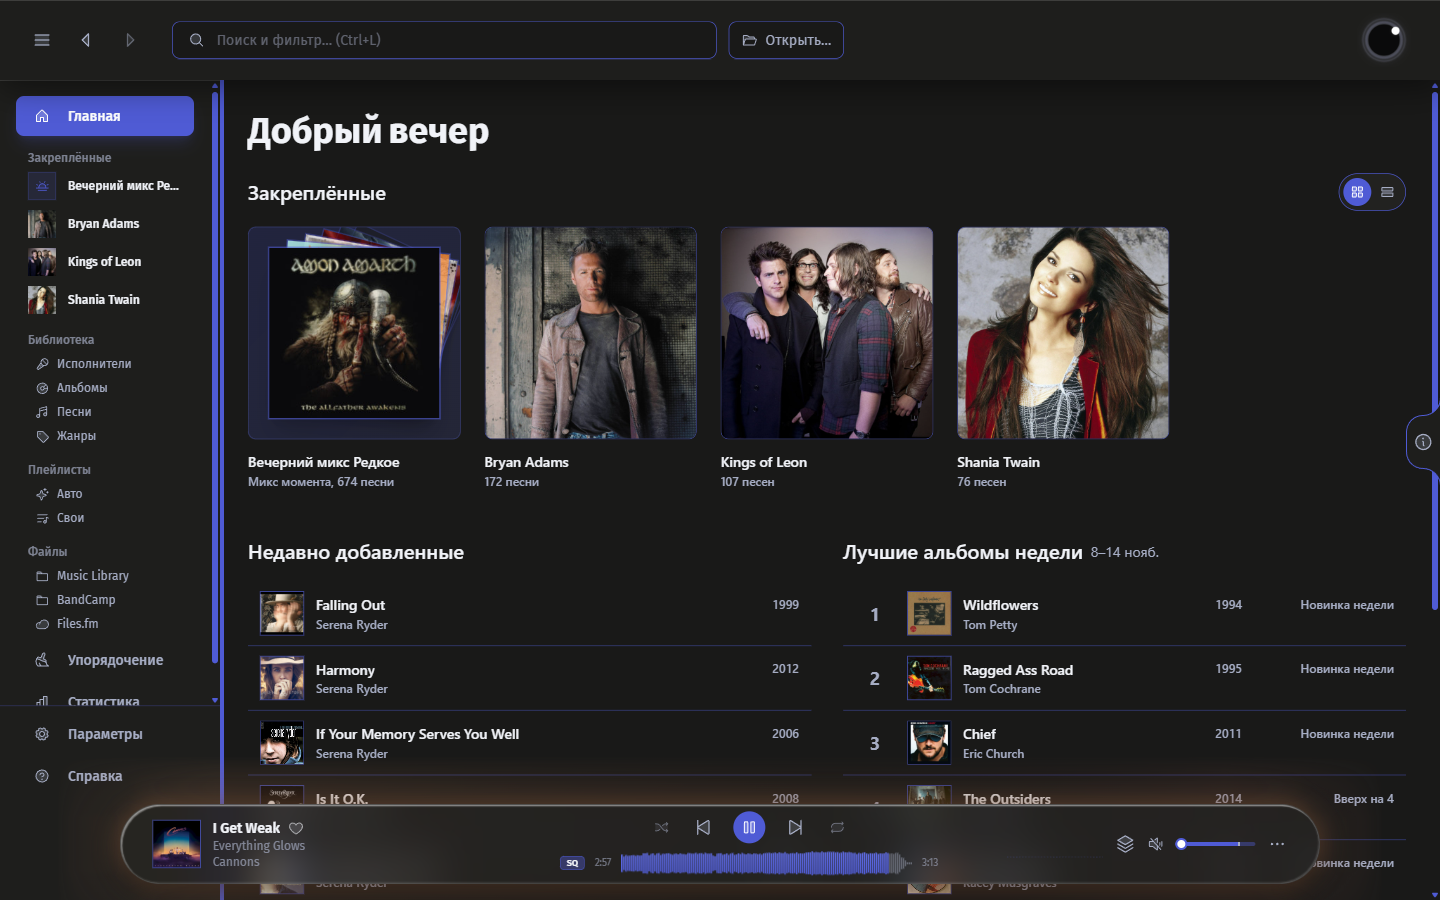 Поиск и фильтр... (Ctrl+L)
Открыть...
Главная
Закреплённые
Вечерний микс Ре...
Bryan Adams
Kings of Leon
Shania Twain
Библиотека
Исполнители
Альбомы
Песни
Жанры
Плейлисты
Авто
Свои
Файлы
Music Library
BandCamp
Files.fm
Упорядочение
Статистика
Параметры
Справка
Добрый вечер
Закреплённые
AMON AMARTH
THE ALLFATHER AWAKENS
Вечерний микс Редкое
Микс момента, 674 песни
Bryan Adams
172 песни
Kings of Leon
107 песен
Shania Twain
76 песен
Недавно добавленные
Falling Out
Serena Ryder
1999
Harmony
Serena Ryder
2012
If Your Memory Serves You Well
Serena Ryder
2006
Is It O.K.
2008
Serena Ryder
Лучшие альбомы недели 8–14 нояб.
1
Wildflowers
Tom Petty
1994
Новинка недели
2
Ragged Ass Road
Tom Cochrane
1995
Новинка недели
3
Chief
Eric Church
2011
Новинка недели
The Outsiders
2014
Вверх на 4
Новинка недели
Kacey Musgraves
I Get Weak
Everything Glows
Cannons
SQ
2:57
3:13